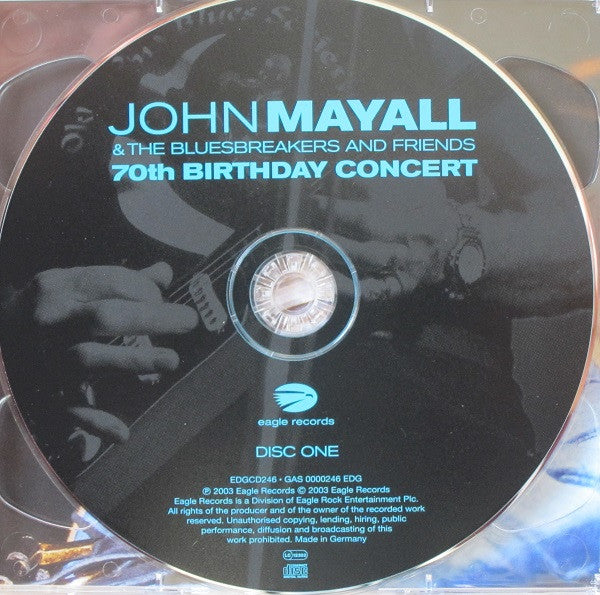 JOHN MAYALL
& THE BLUESBREAKERS AND FRIENDS
70th BIRTHDAY CONCERT
eagle records
DISC ONE
EDGCD246 • GAS 0000246 EDG
℗ 2003 Eagle Records © 2003 Eagle Records
Eagle Records is a Division of Eagle Rock Entertainment Plc.
All rights of the producer and of the owner of the recorded work
reserved. Unauthorised copying, lending, hiring, public
performance, diffusion and broadcasting of this
work prohibited. Made in Germany